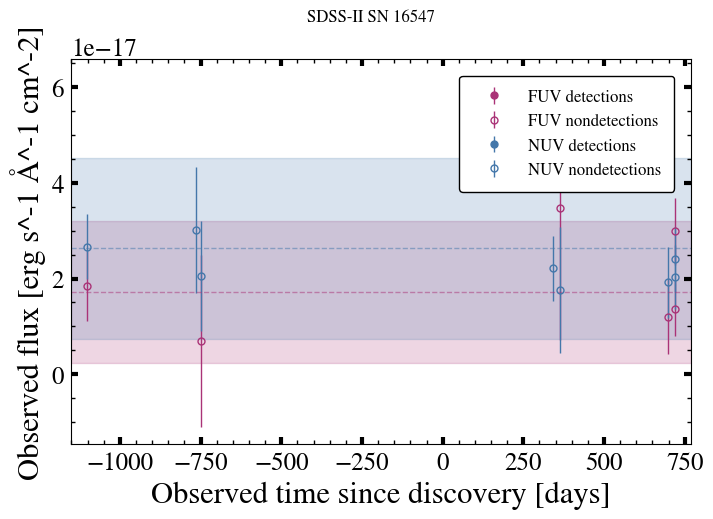 SDSS-II SN 16547
1e−17
Observed flux [erg s^-1 Å^-1 cm^-2]
6
4
2
0
FUV detections
FUV nondetections
NUV detections
NUV nondetections
−1000 −750 −500 −250 0 250 500 750
Observed time since discovery [days]